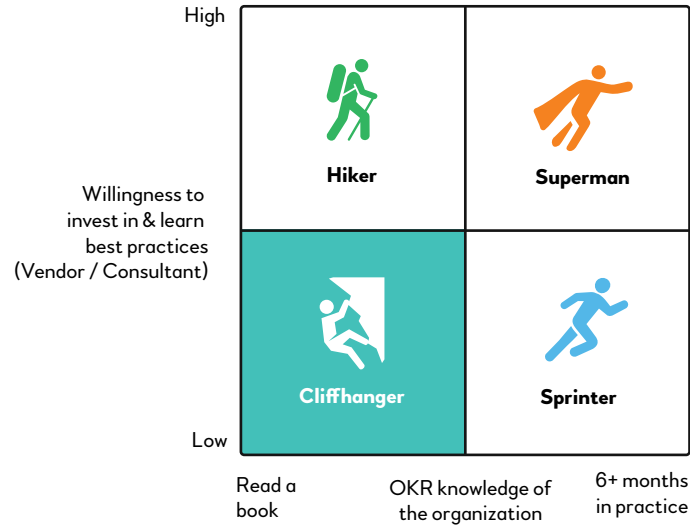 High
Hiker
Superman
Willingness to
invest in & learn
best practices
(Vendor / Consultant)
Cliffhanger
Sprinter
Low
Read a
book
OKR knowledge of
the organization
6+ months
in practice